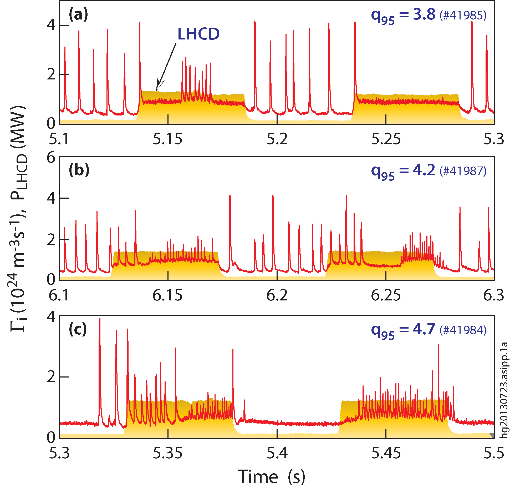 (a)
q95 = 3.8 (#41985)
LHCD
4
2
0
5.1 5.15 5.2 5.25 5.3
(b)
q95 = 4.2 (#41987)
4
2
0
6.1 6.15 6.2 6.25 6.3
(c)
q95 = 4.7 (#41984)
4
2
0
5.3 5.35 5.4 5.45 5.5
Γi (10²⁴ m⁻³s⁻¹), PLHCD (MW)
Time (s)
hg20130723.asipp.1a